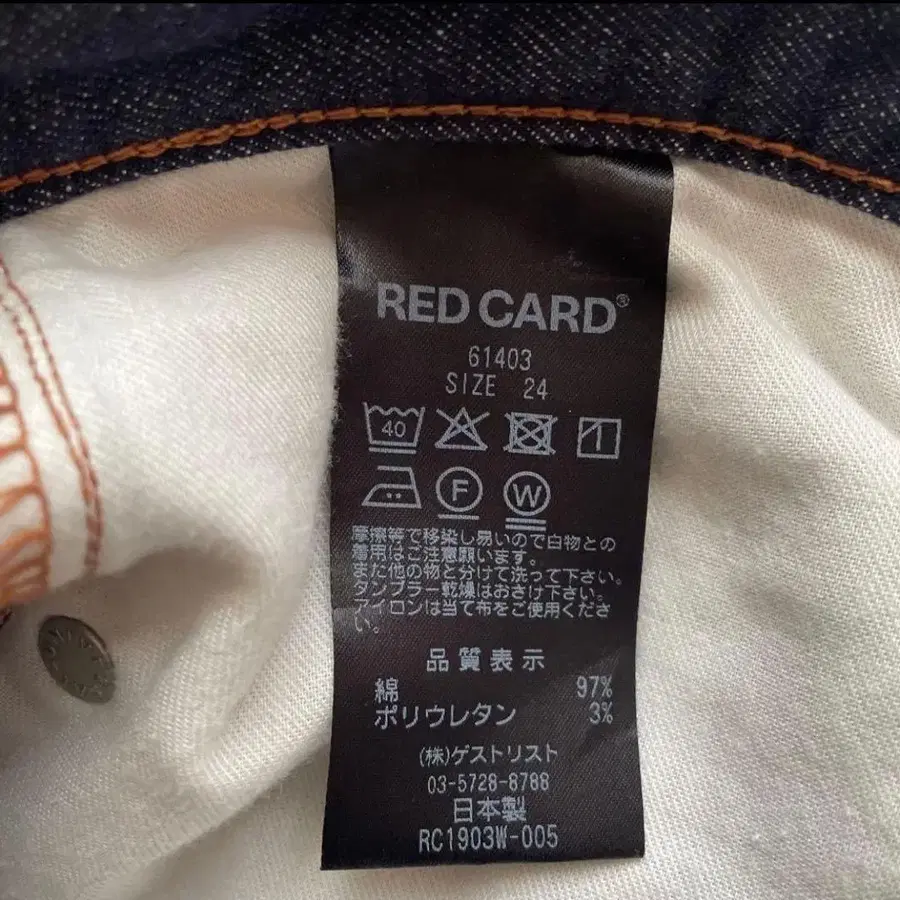 RED CARD®
61403
SIZE 24
40
F W
摩擦等で移染し易いので白物との
着用はご注意願います。
また他の物と分けて洗って下さい。
タンブラー乾燥はおさけ下さい。
アイロンは当て布をご使用くださ
い。
品質表示
綿 97%
ポリウレタン 3%
(株)ゲストリスト
03-5728-8788
日本製
RC1903W-005